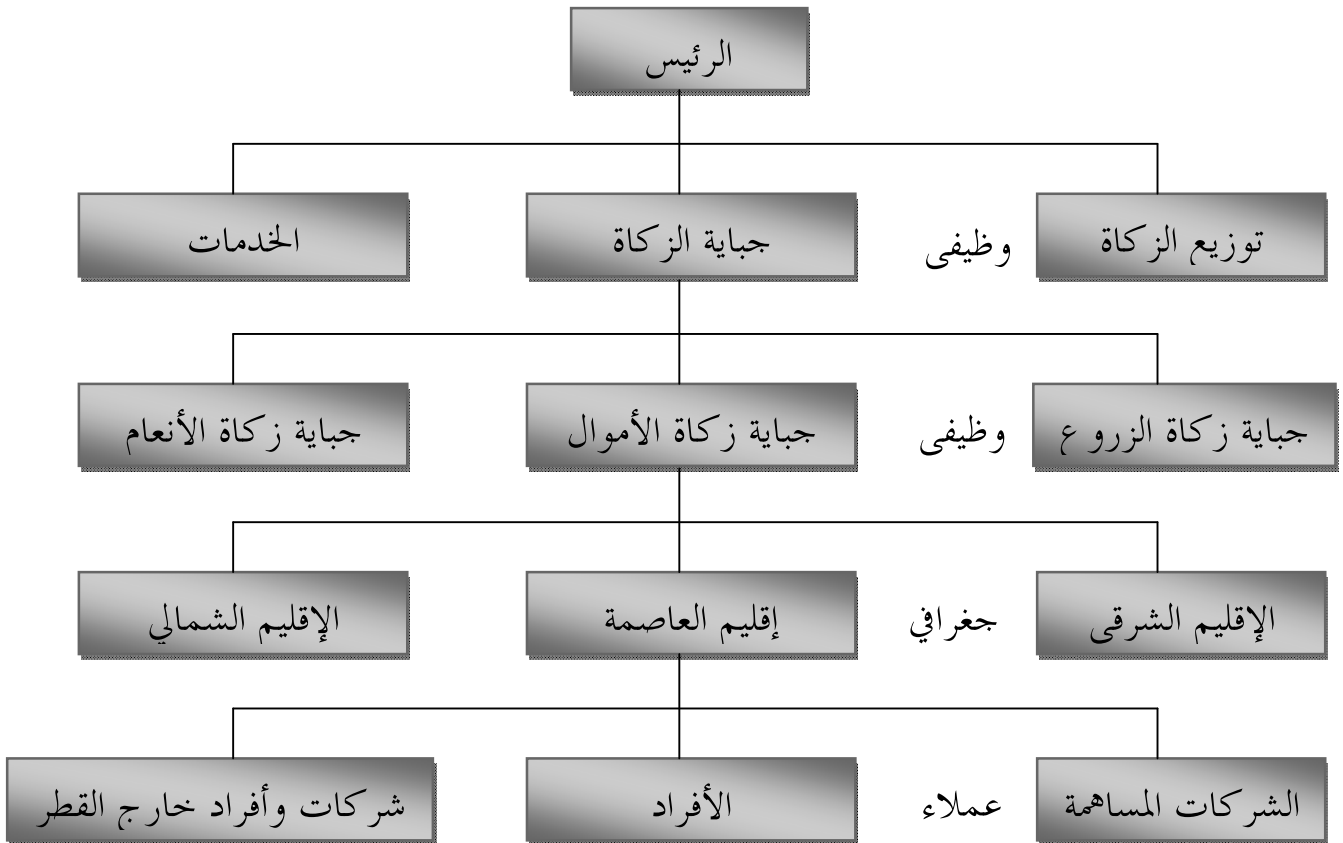 الرئيس
توزيع الزكاة
وظيفى
جباية الزكاة
الخدمات
جباية زكاة الزروع
وظيفى
جباية زكاة الأموال
جباية زكاة الأنعام
الإقليم الشرقى
جغرافي
إقليم العاصمة
الإقليم الشمالي
الشركات المساهمة
عملاء
الأفراد
شركات وأفراد خارج القطر